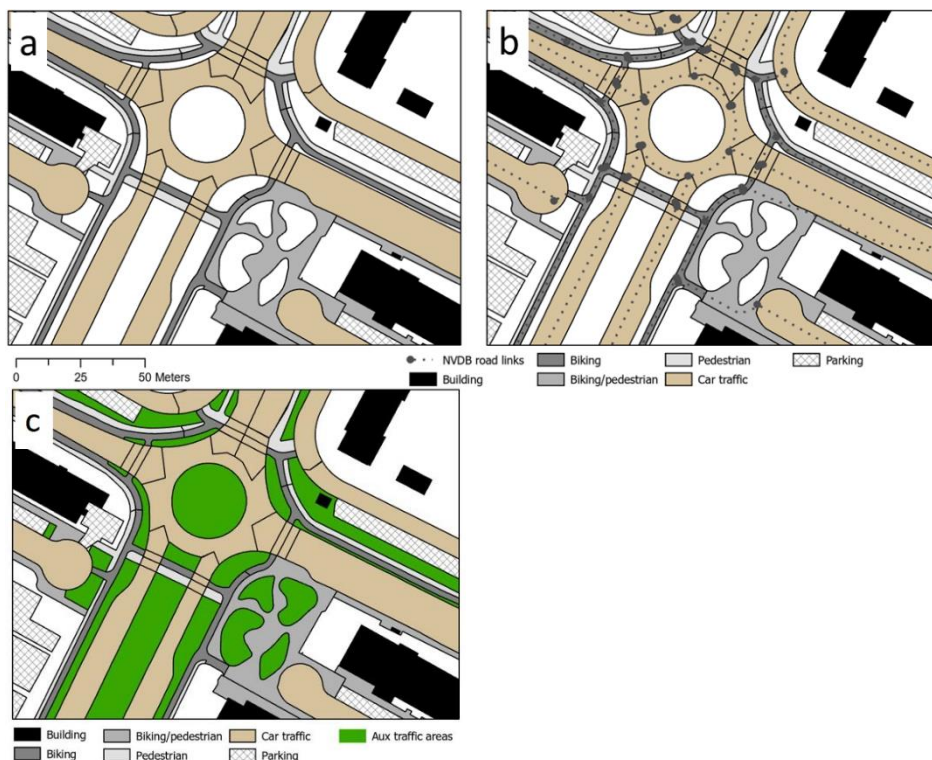 a
b
NVDB road links
Biking
Pedestrian
Parking
0 25 50 Meters
Building
Biking/pedestrian
Car traffic
c
Building
Biking/pedestrian
Car traffic
Aux traffic areas
Biking
Pedestrian
Parking